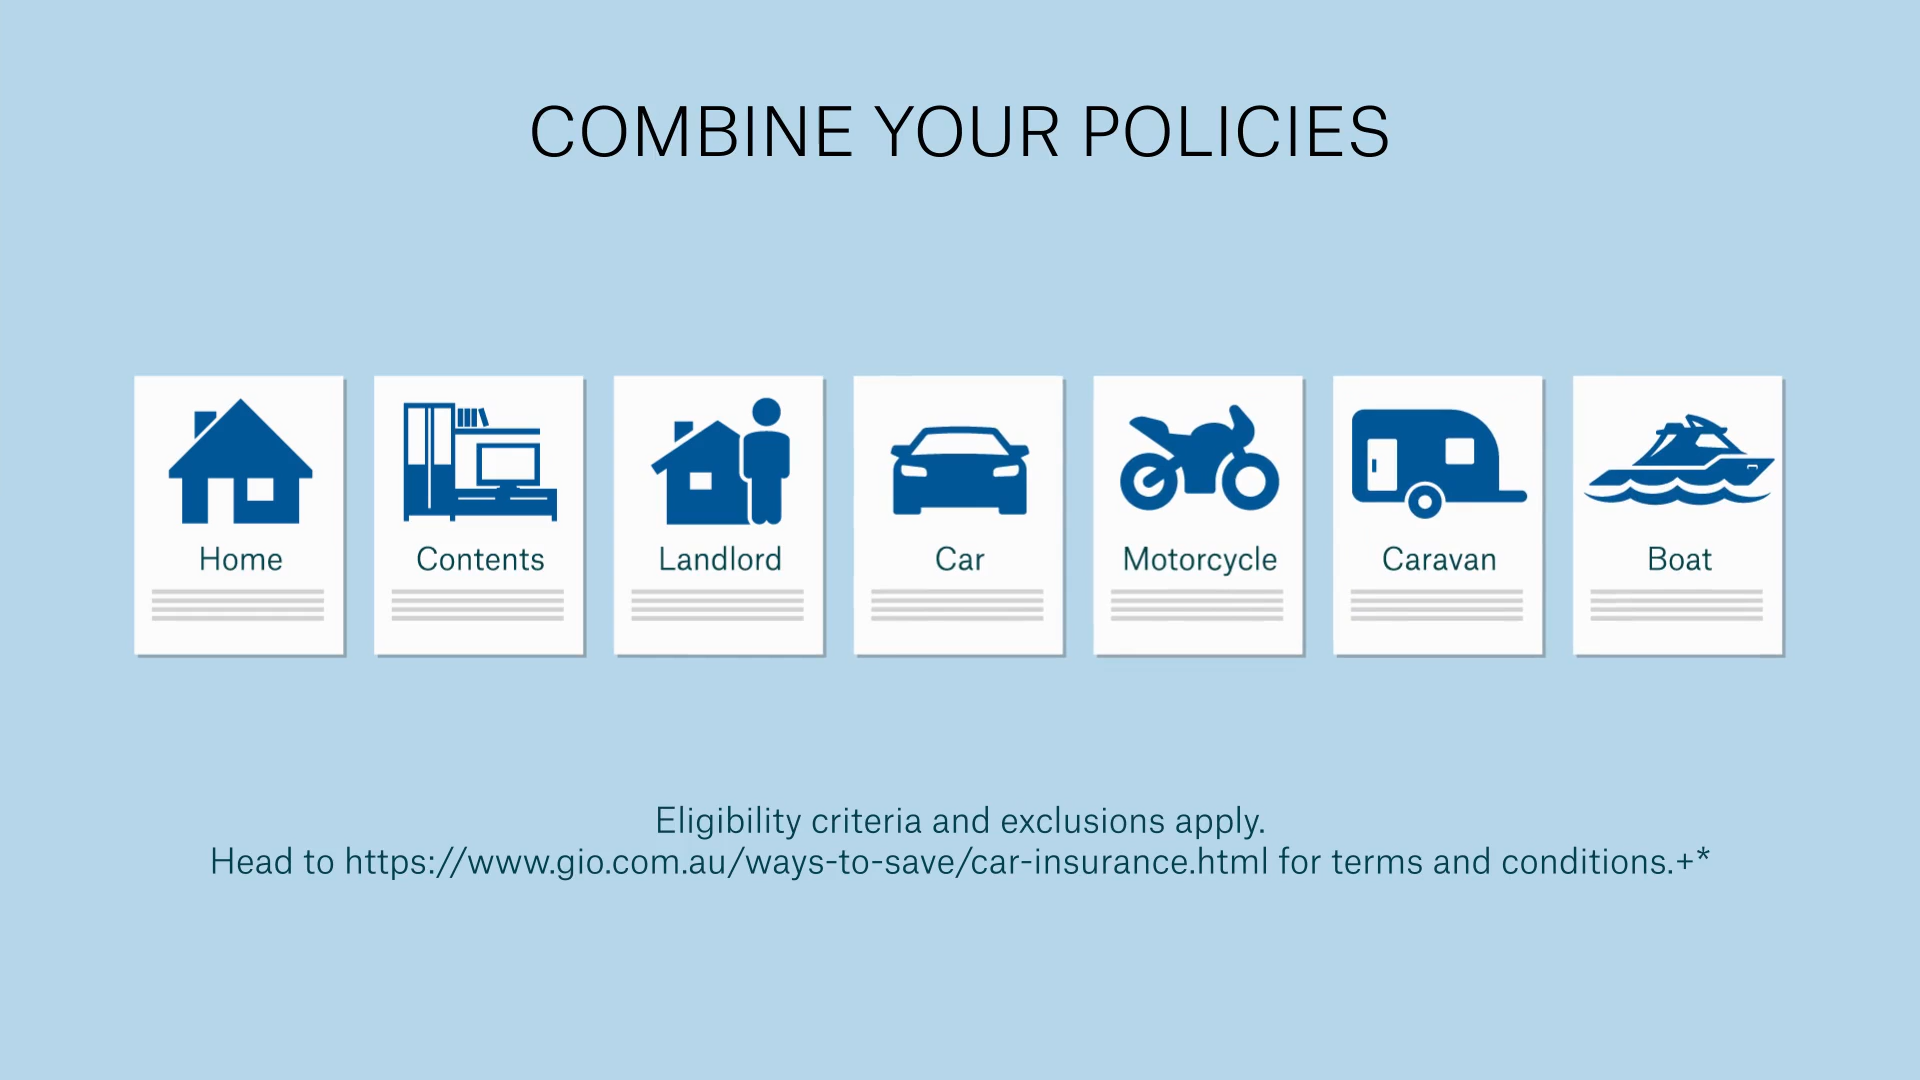 COMBINE YOUR POLICIES
Home
Contents
Landlord
Car
Motorcycle
Caravan
Boat
Eligibility criteria and exclusions apply.
Head to https://www.gio.com.au/ways-to-save/car-insurance.html for terms and conditions.+*